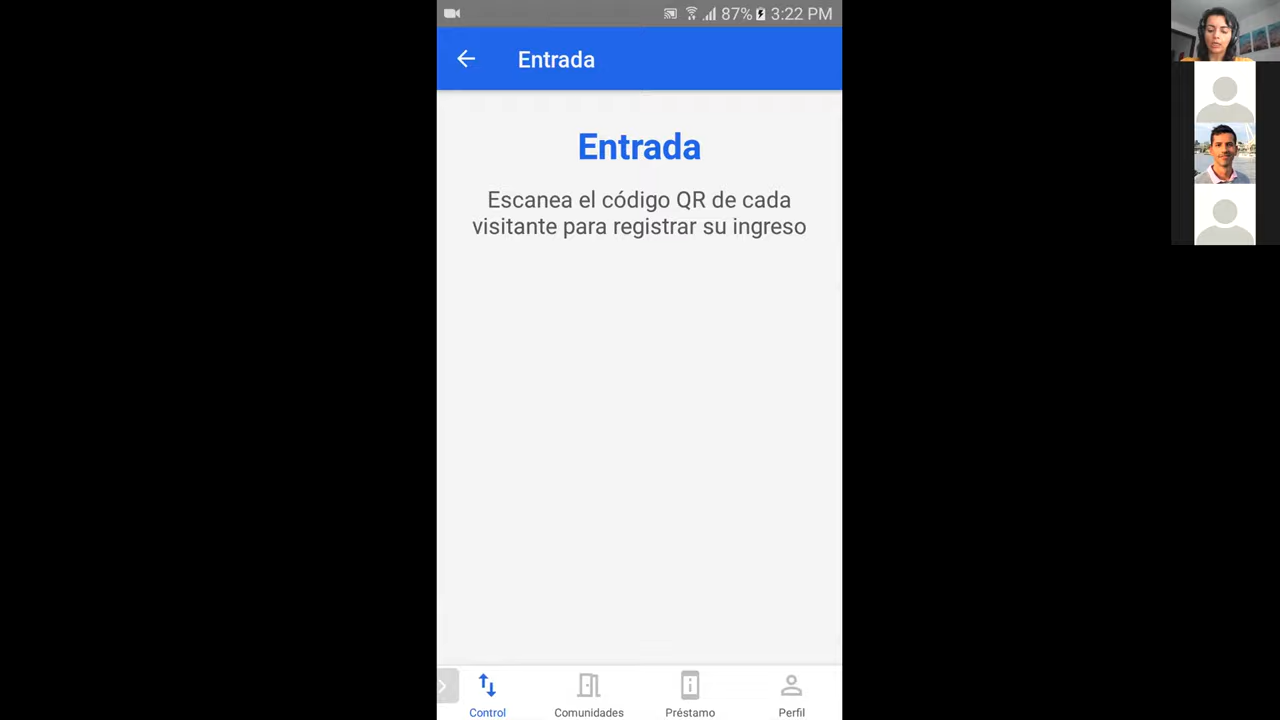 87% 3:22 PM
Entrada
Entrada
Escanea el código QR de cada
visitante para registrar su ingreso
Control Comunidades Préstamo Perfil